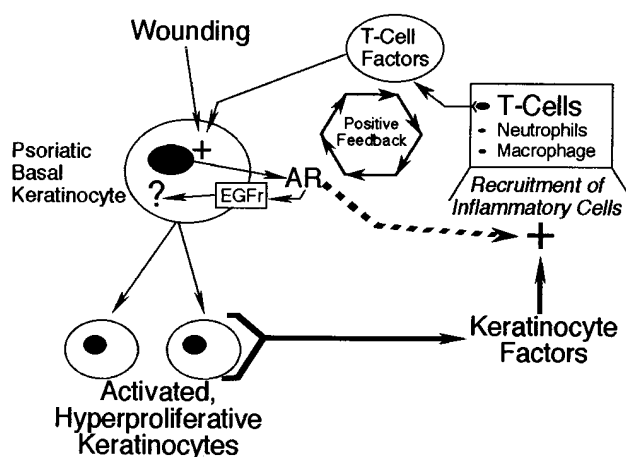 Wounding
T-Cell
Factors
T-Cells
Neutrophils
Macrophage
Positive
Feedback
Psoriatic
Basal
Keratinocyte
+
?
EGFr
AR
Recruitment of
Inflammatory Cells
+
Keratinocyte
Factors
Activated,
Hyperproliferative
Keratinocytes